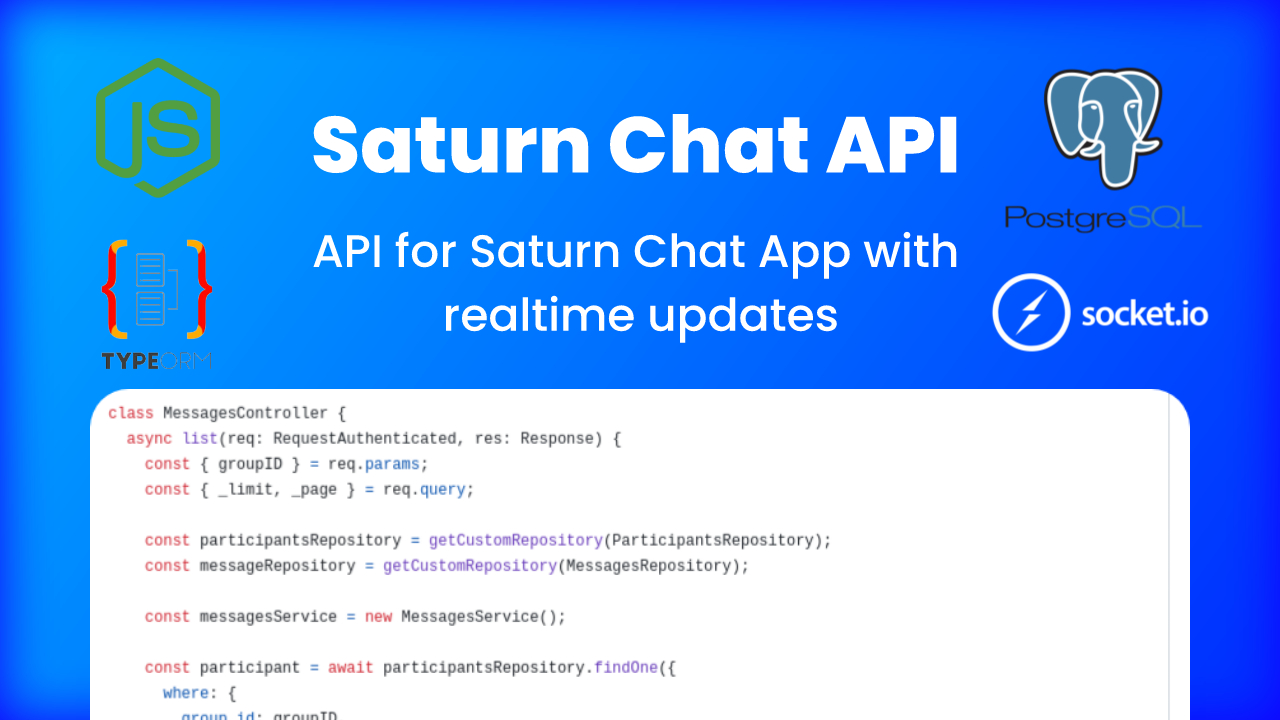 JS
Saturn Chat API
PostgreSQL
API for Saturn Chat App with
realtime updates
socket.io
TYPEORM
class MessagesController {
  async list(req: RequestAuthenticated, res: Response) {
    const { groupID } = req.params;
    const { _limit, _page } = req.query;

    const participantsRepository = getCustomRepository(ParticipantsRepository);
    const messageRepository = getCustomRepository(MessagesRepository);

    const messagesService = new MessagesService();

    const participant = await participantsRepository.findOne({
      where: {
        group_id: groupID